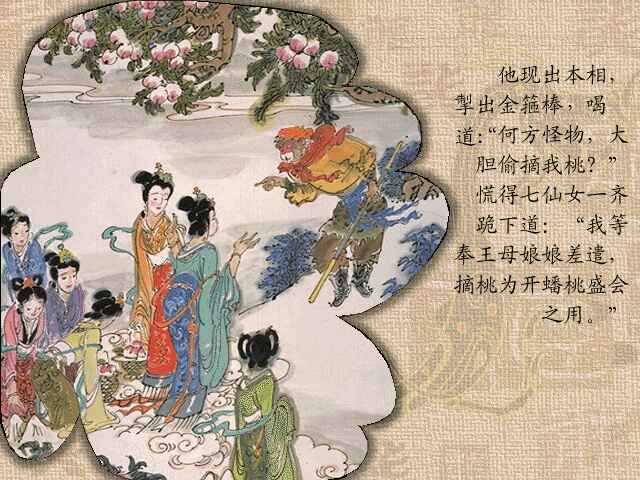 他现出本相，
掣出金箍棒，喝
道：“何方怪物，大
胆偷摘我桃？”
慌得七仙女一齐
跪下道：“我等
奉王母娘娘差遣，
摘桃为开蟠桃盛会
之用。”